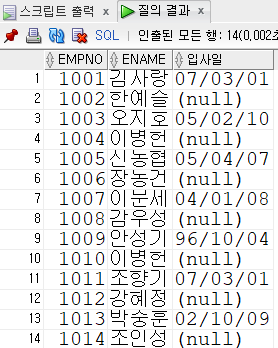 스크립트 출력 × 질의 결과 ×
SQL | 인출된 모든 행: 14(0,002초
EMPNO ENAME 입사일
1 1001 김사랑 07/03/01
2 1002 한예슬 (null)
3 1003 오지호 05/02/10
4 1004 이병헌 (null)
5 1005 신농협 05/04/07
6 1006 장농건 (null)
7 1007 이문세 04/01/08
8 1008 감우성 (null)
9 1009 안성기 96/10/04
10 1010 이병헌 (null)
11 1011 조향기 07/03/01
12 1012 강혜정 (null)
13 1013 박송훈 02/10/09
14 1014 조인성 (null)